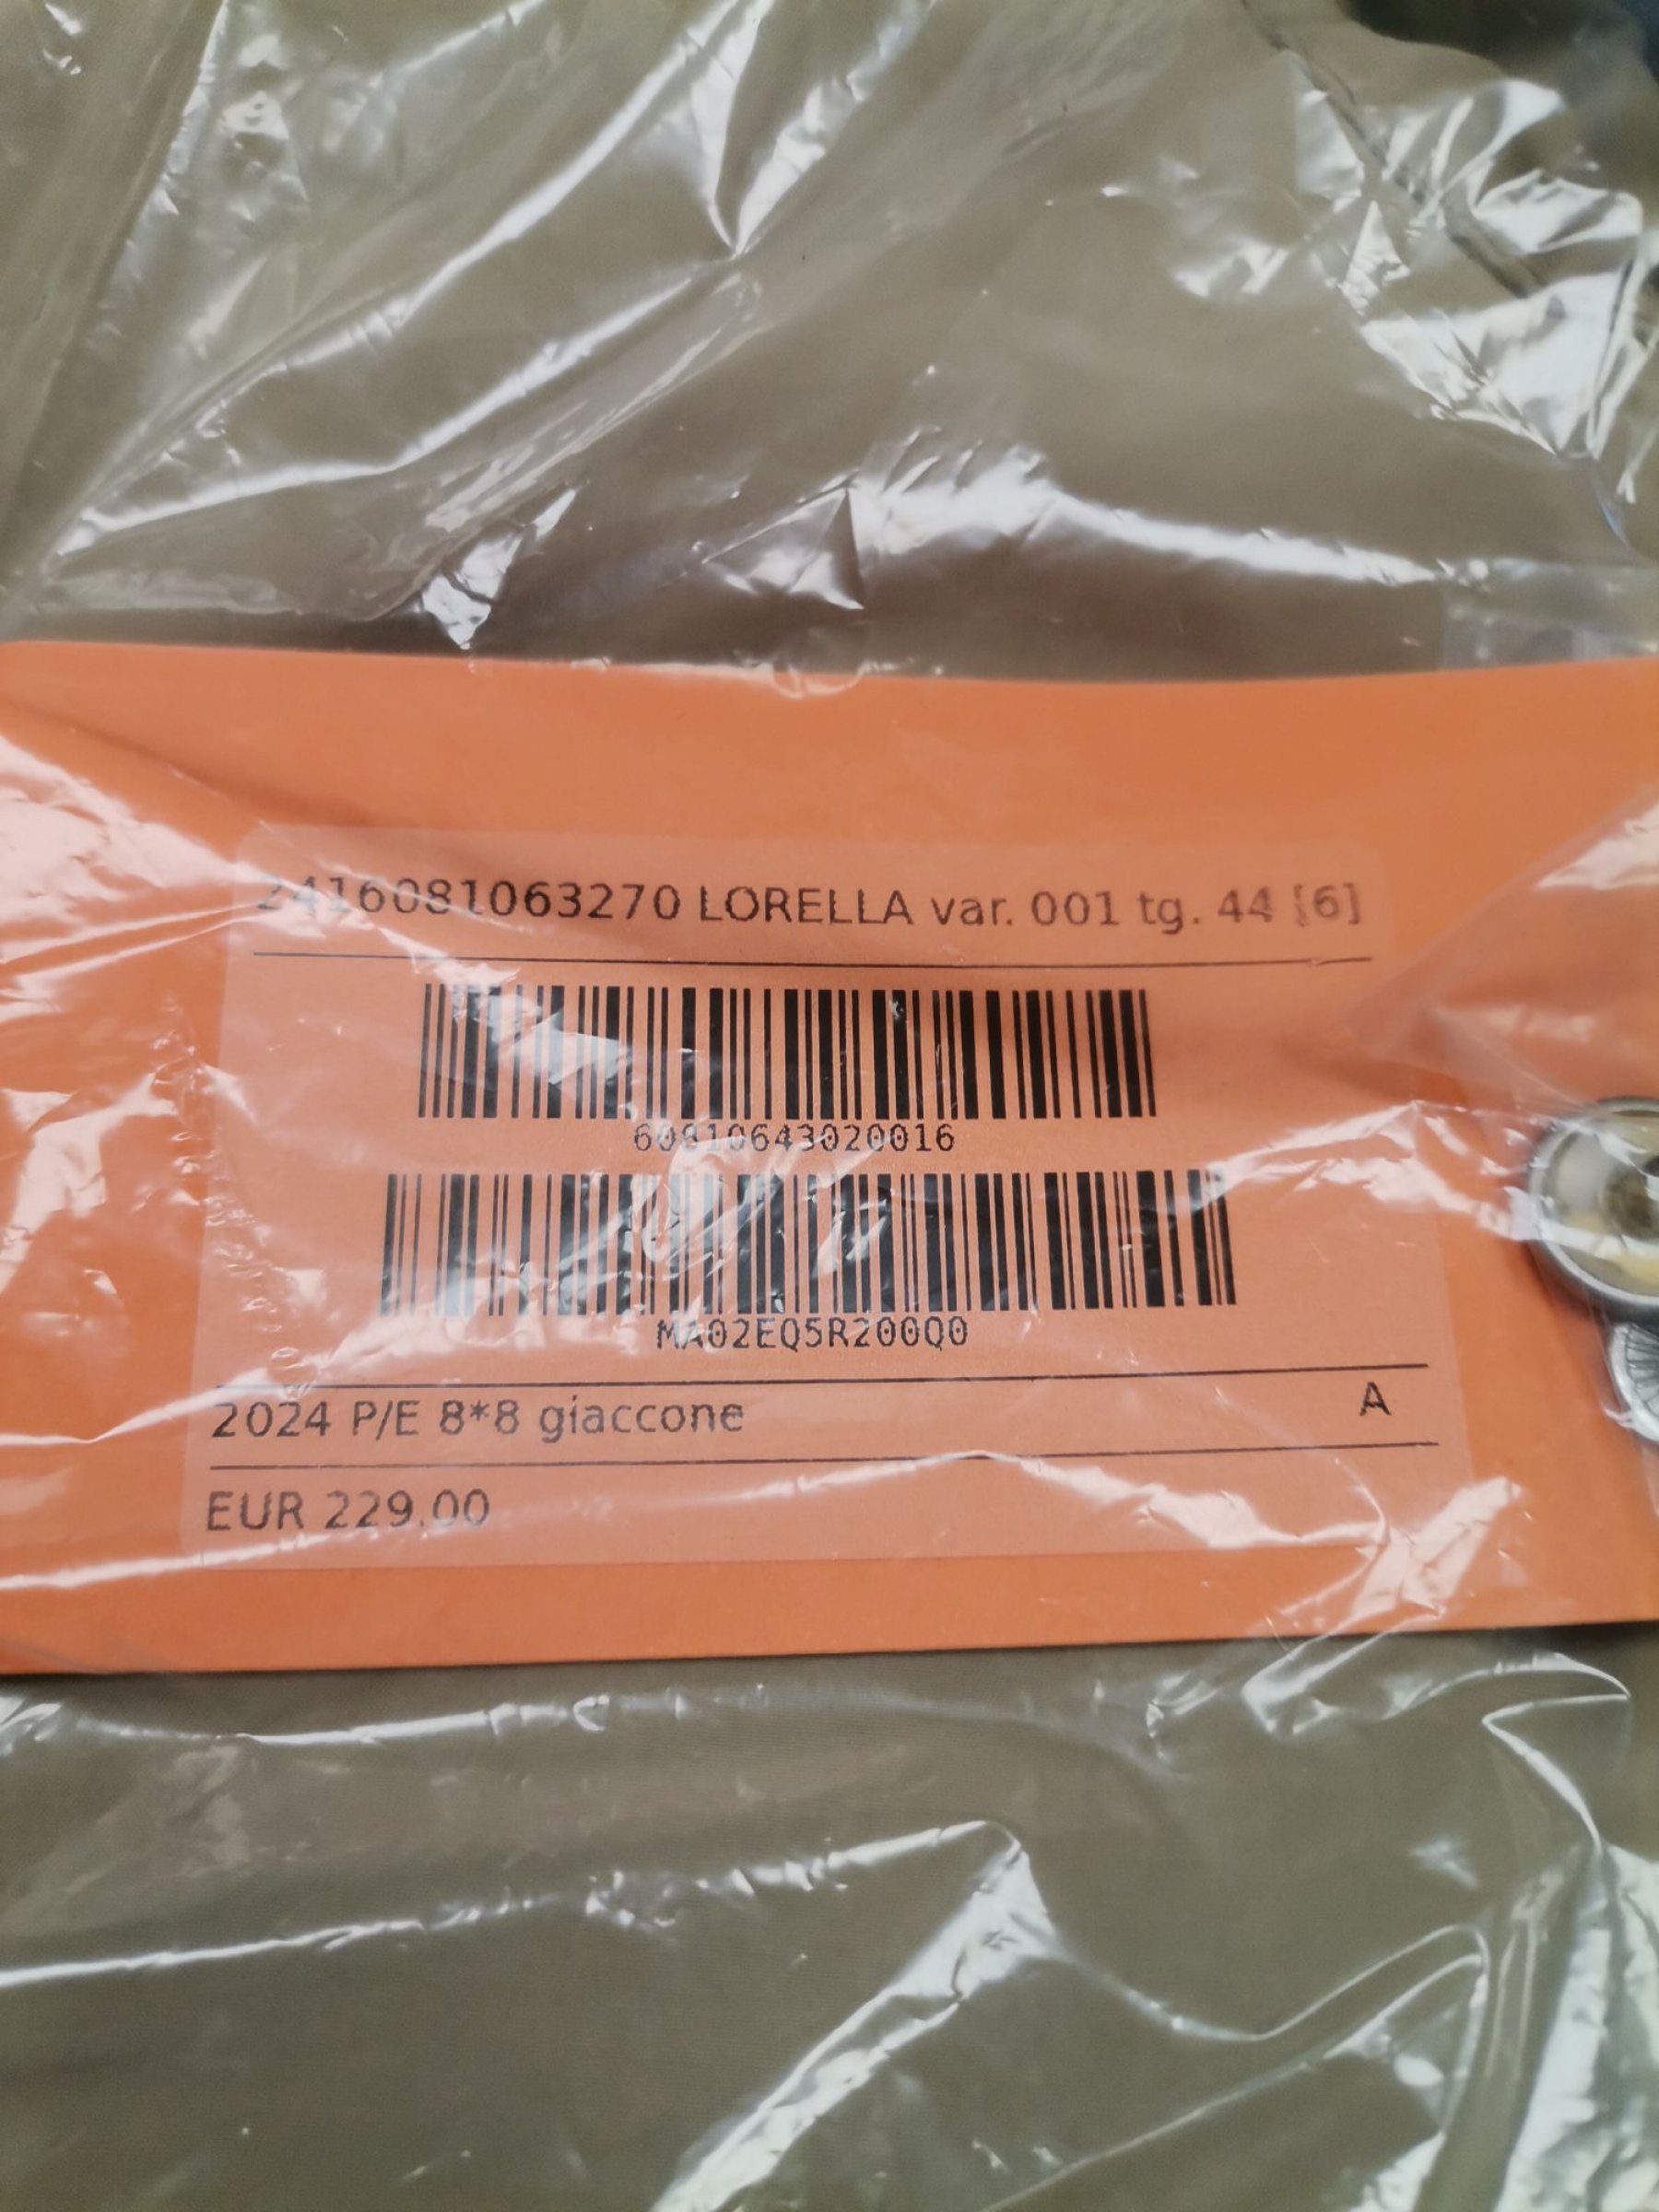 2416081063270 LORELLA var. 001 tg. 44 [6]
60810643020016
MA02EQ5R200Q0
2024 P/E 8*8 giaccone A
EUR 229.00